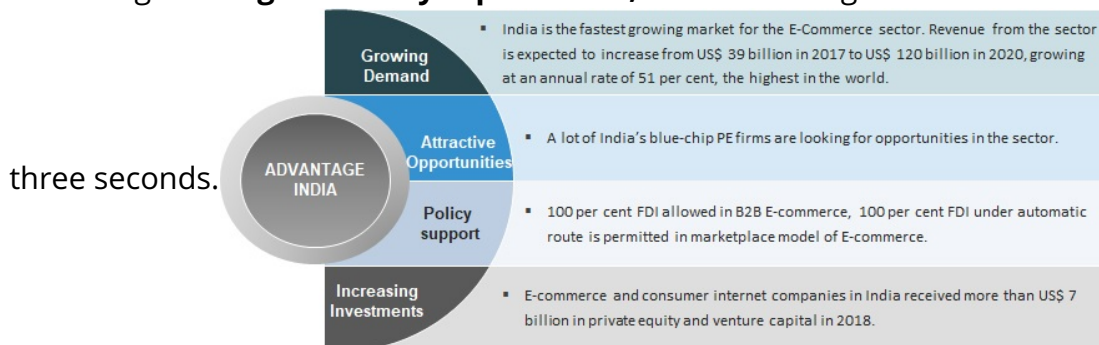 Growing
Demand
▪ India is the fastest growing market for the E-Commerce sector. Revenue from the sector
is expected to increase from US$ 39 billion in 2017 to US$ 120 billion in 2020, growing
at an annual rate of 51 per cent, the highest in the world.
Attractive
Opportunities
▪ A lot of India's blue-chip PE firms are looking for opportunities in the sector.
three seconds.
ADVANTAGE
INDIA
Policy
support
▪ 100 per cent FDI allowed in B2B E-commerce, 100 per cent FDI under automatic
route is permitted in marketplace model of E-commerce.
Increasing
Investments
▪ E-commerce and consumer internet companies in India received more than US$ 7
billion in private equity and venture capital in 2018.